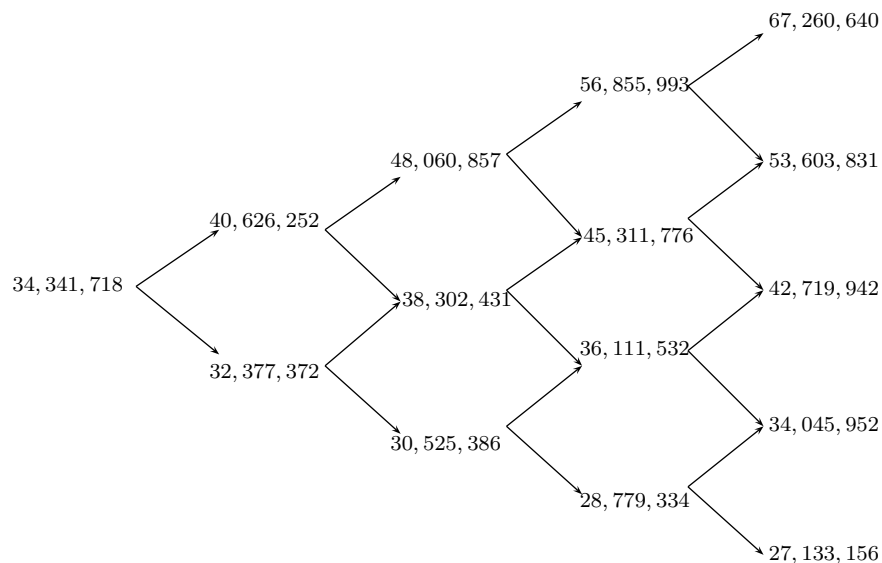 67, 260, 640
56, 855, 993
48, 060, 857
53, 603, 831
40, 626, 252
45, 311, 776
34, 341, 718
38, 302, 431
42, 719, 942
32, 377, 372
36, 111, 532
30, 525, 386
34, 045, 952
28, 779, 334
27, 133, 156